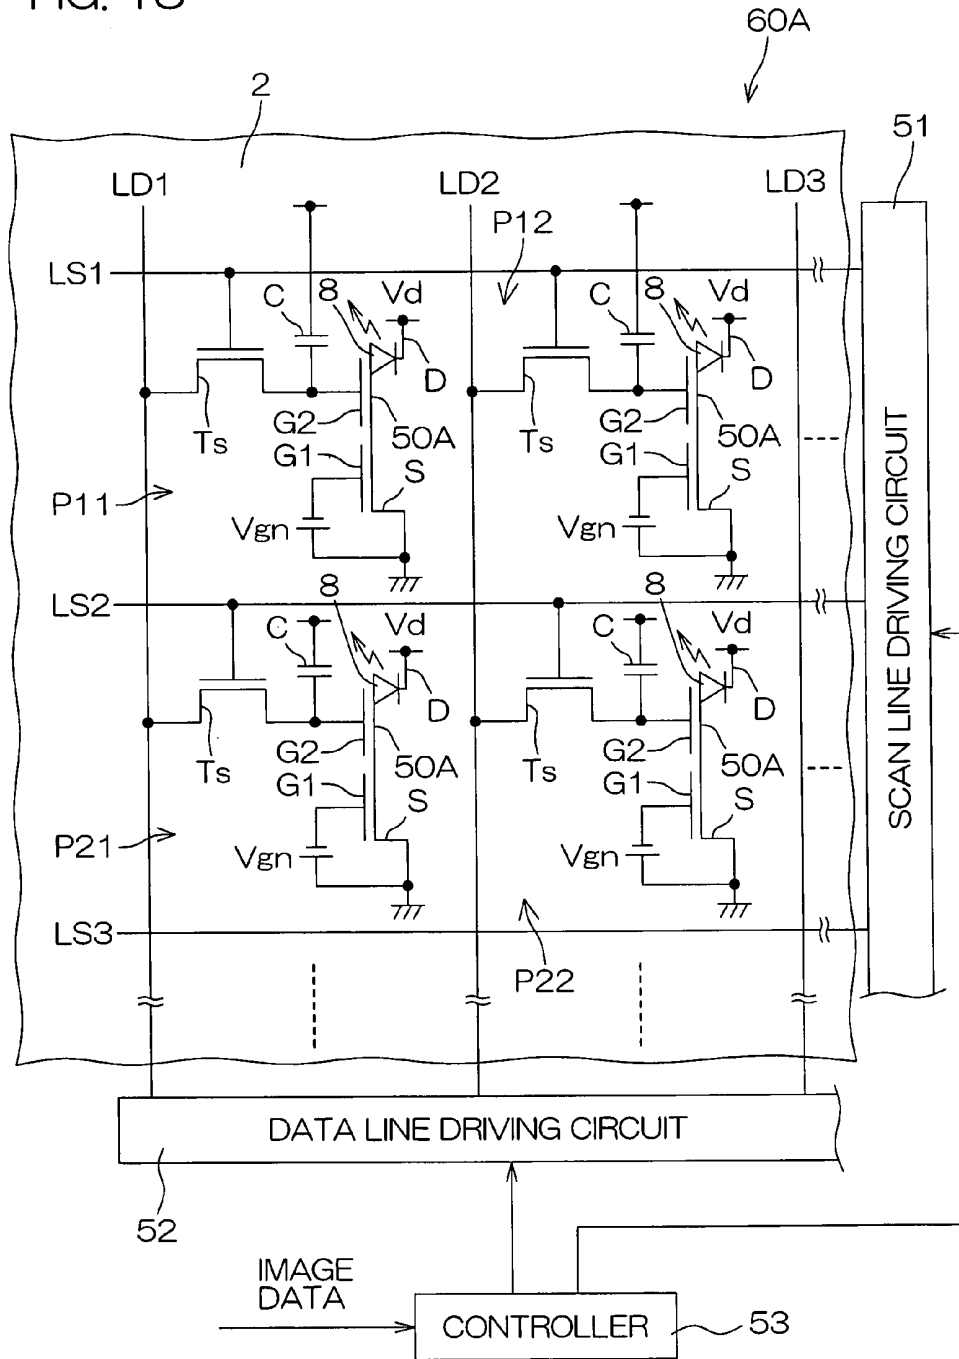 60A
2
51
LD1
LD2
LD3
P12
LS1
C
8
Vd
C
8
Vd
D
D
Ts
G2
50A
Ts
G2
50A
G1
S
G1
S
P11
Vgn
Vgn
SCAN LINE DRIVING CIRCUIT
8
8
LS2
C
Vd
C
Vd
D
D
Ts
G2
50A
Ts
G2
50A
G1
S
G1
S
P21
Vgn
Vgn
LS3
P22
DATA LINE DRIVING CIRCUIT
52
IMAGE
DATA
CONTROLLER
53